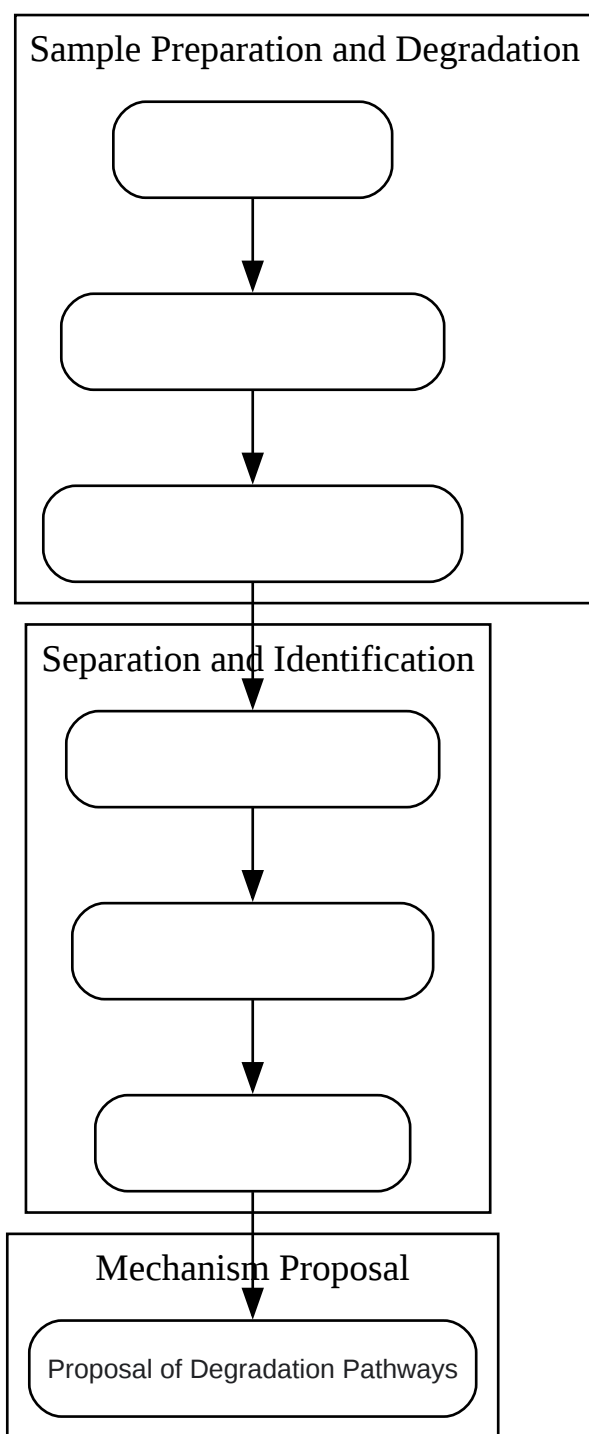 Sample Preparation and Degradation
Separation and Identification
Mechanism Proposal
Proposal of Degradation Pathways